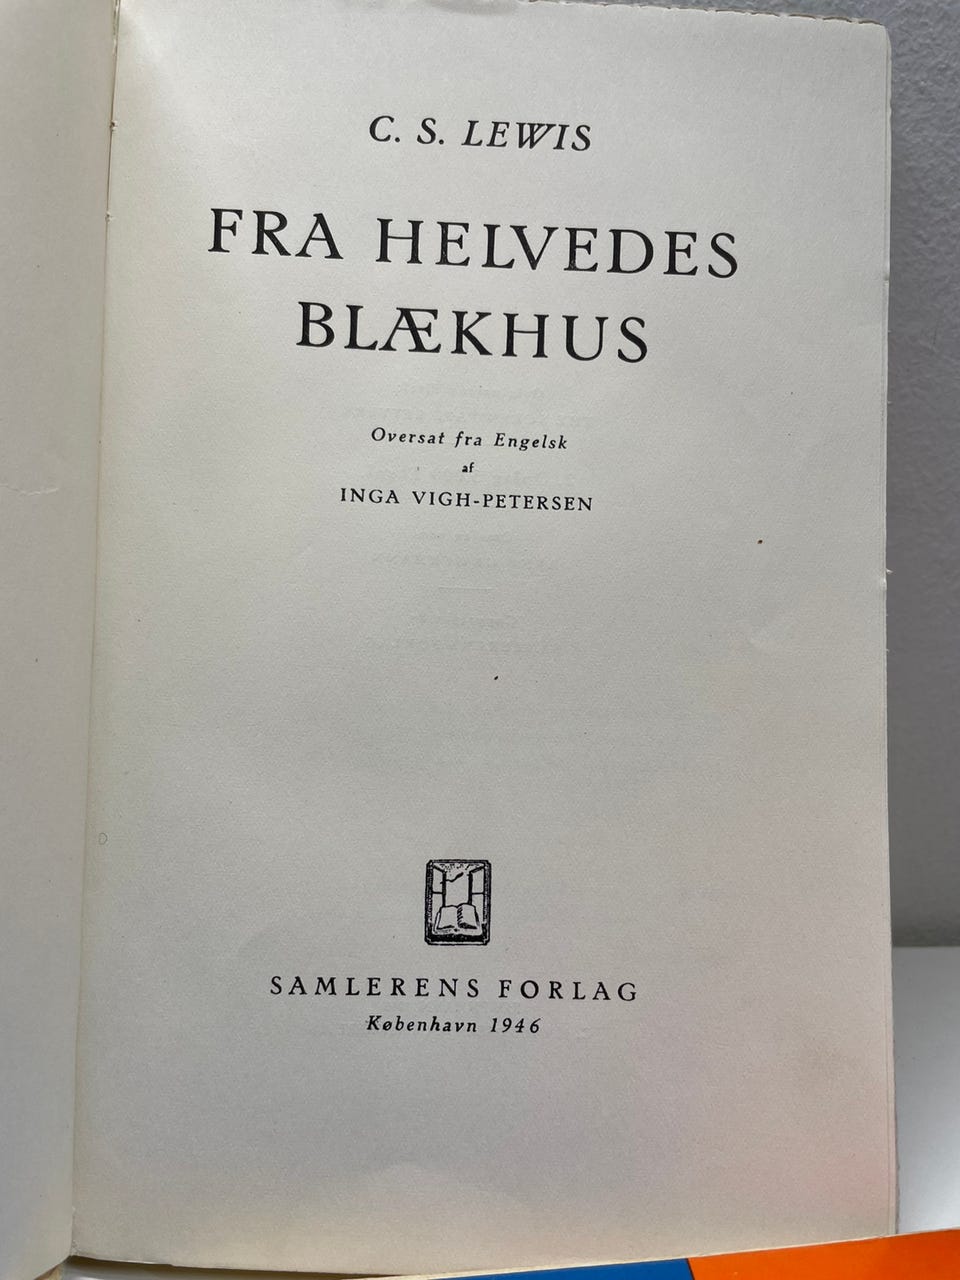 C. S. LEWIS
FRA HELVEDES
BLÆKHUS
Oversat fra Engelsk
af
INGA VIGH-PETERSEN
SAMLERENS FORLAG
København 1946